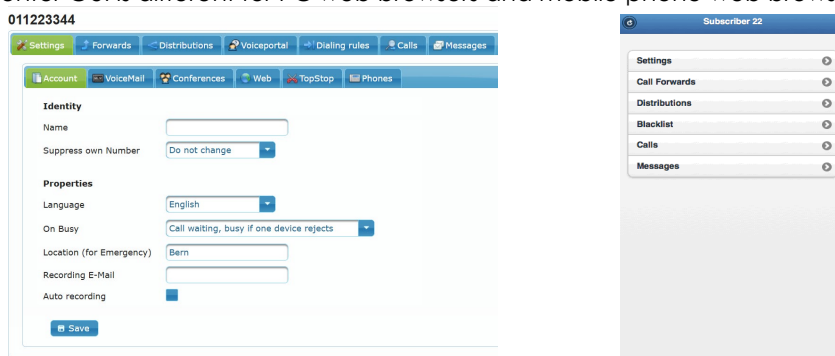 011223344
Settings Forwards Distributions Voiceportal Dialing rules Calls Messages
Account VoiceMail Conferences Web TopStop Phones
Identity
Name
Suppress own Number Do not change
Properties
Language English
On Busy Call waiting, busy if one device rejects
Location (for Emergency) Bern
Recording E-Mail
Auto recording
Save
Subscriber 22
Settings
Call Forwards
Distributions
Blacklist
Calls
Messages